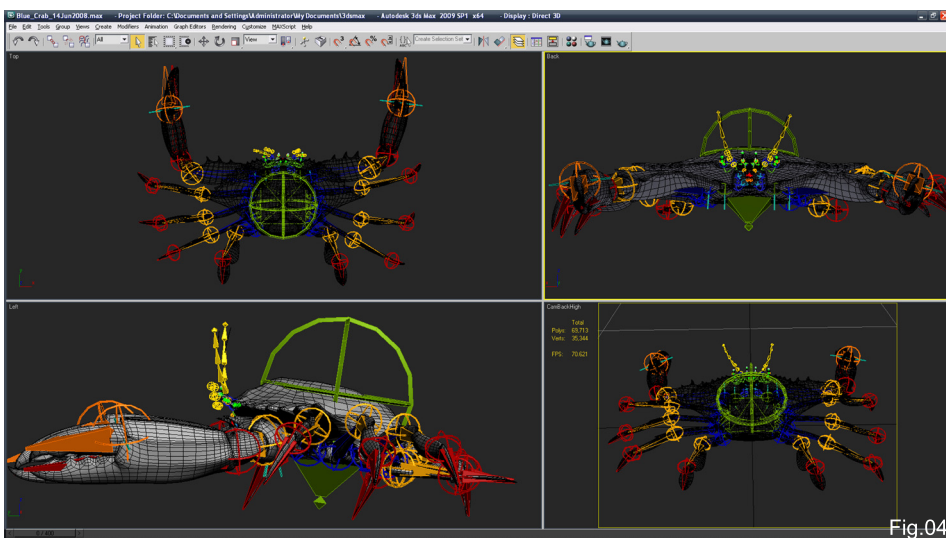 Blue_Crab_14Jun2008.max - Project Folder: C:\Documents and Settings\Administrator\My Documents\3dsmax - Autodesk 3ds Max 2009 SP1 x64 - Display : Direct 3D
File Edit Tools Group Views Create Modifiers Animation Graph Editors Rendering Customize MAXScript Help
All View Create Selection Set
Top
Back
Left
CamBackHigh
Total
Polys: 69,713
Verts: 35,344
FPS: 70.621
0 / 400
Fig.04